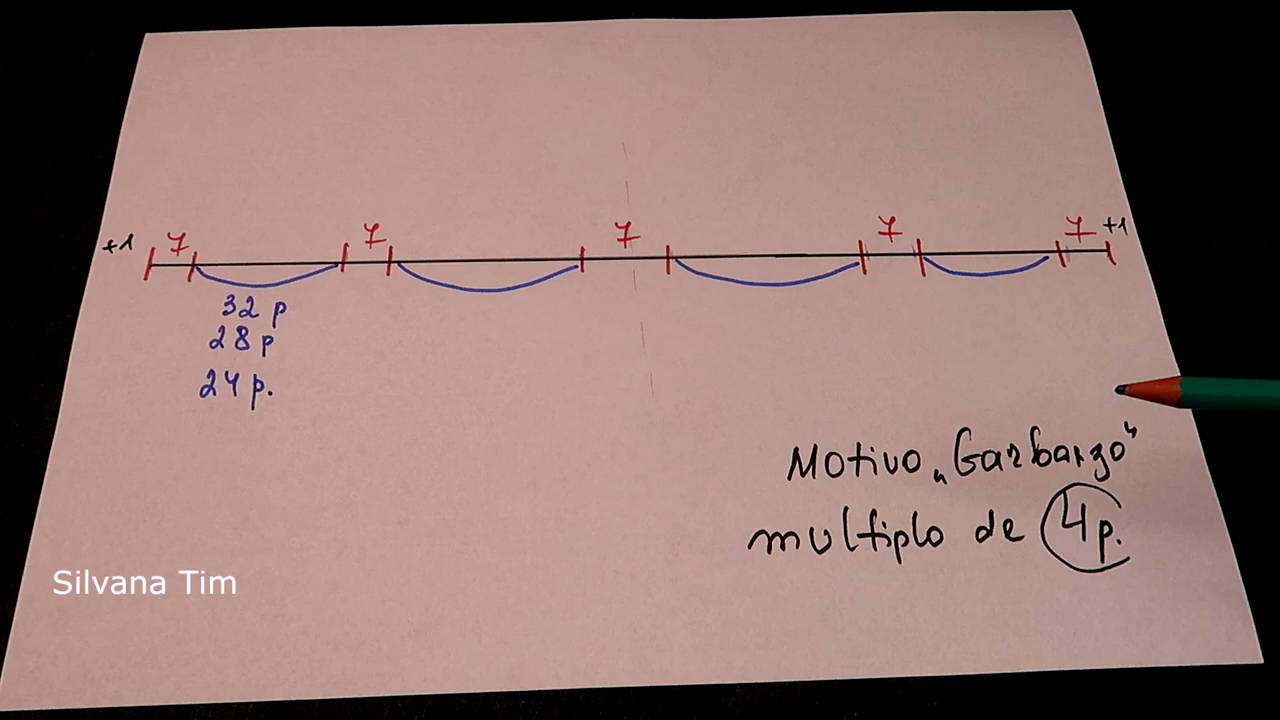 +1 7 7 7 7 7 +1
32 p
28 p
24 p.
Motivo „Garbanzo“
multiplo de 4p.
Silvana Tim